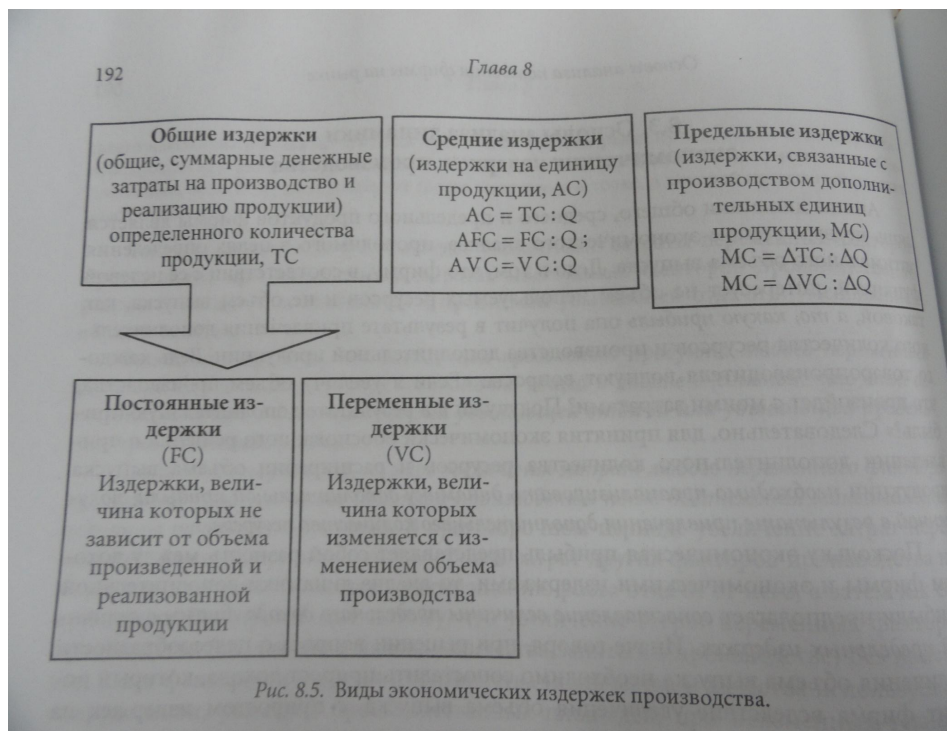 192
Глава 8
Общие издержки
(общие, суммарные денежные
затраты на производство и
реализацию продукции)
определенного количества
продукции, TC
Средние издержки
(издержки на единицу
продукции, AC)
AC = TC : Q
AFC = FC : Q ;
AVC = VC : Q
Предельные издержки
(издержки, связанные с
производством дополни-
тельных единиц
продукции, MC)
MC = ΔTC : ΔQ
MC = ΔVC : ΔQ
Постоянные из-
держки
(FC)
Издержки, вели-
чина которых не
зависит от объема
произведенной и
реализованной
продукции
Переменные из-
держки
(VC)
Издержки, вели-
чина которых
изменяется с из-
менением объема
производства
Рис. 8.5. Виды экономических издержек производства.